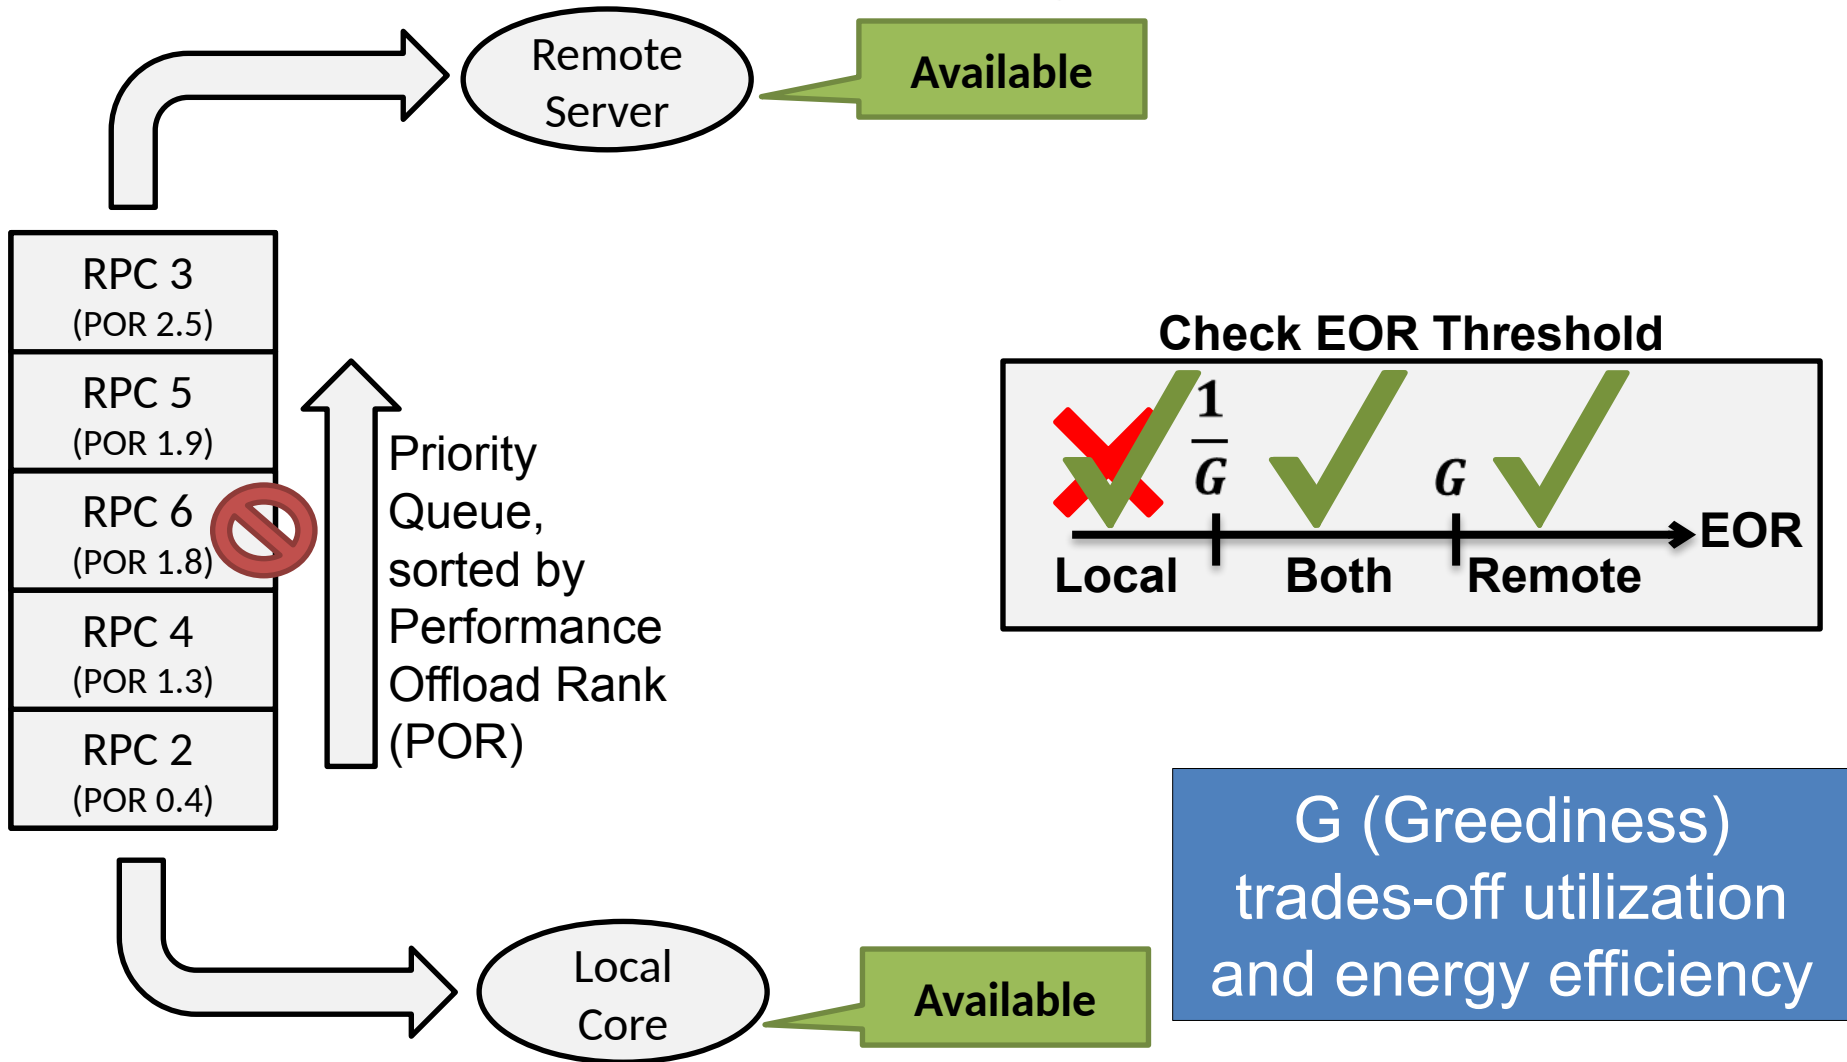 Remote
Server
Available
RPC 3
(POR 2.5)
RPC 5
(POR 1.9)
RPC 6
(POR 1.8)
RPC 4
(POR 1.3)
RPC 2
(POR 0.4)
Priority
Queue,
sorted by
Performance
Offload Rank
(POR)
Check EOR Threshold
1
G
G
EOR
Local
Both
Remote
G (Greediness)
trades-off utilization
and energy efficiency
Local
Core
Available